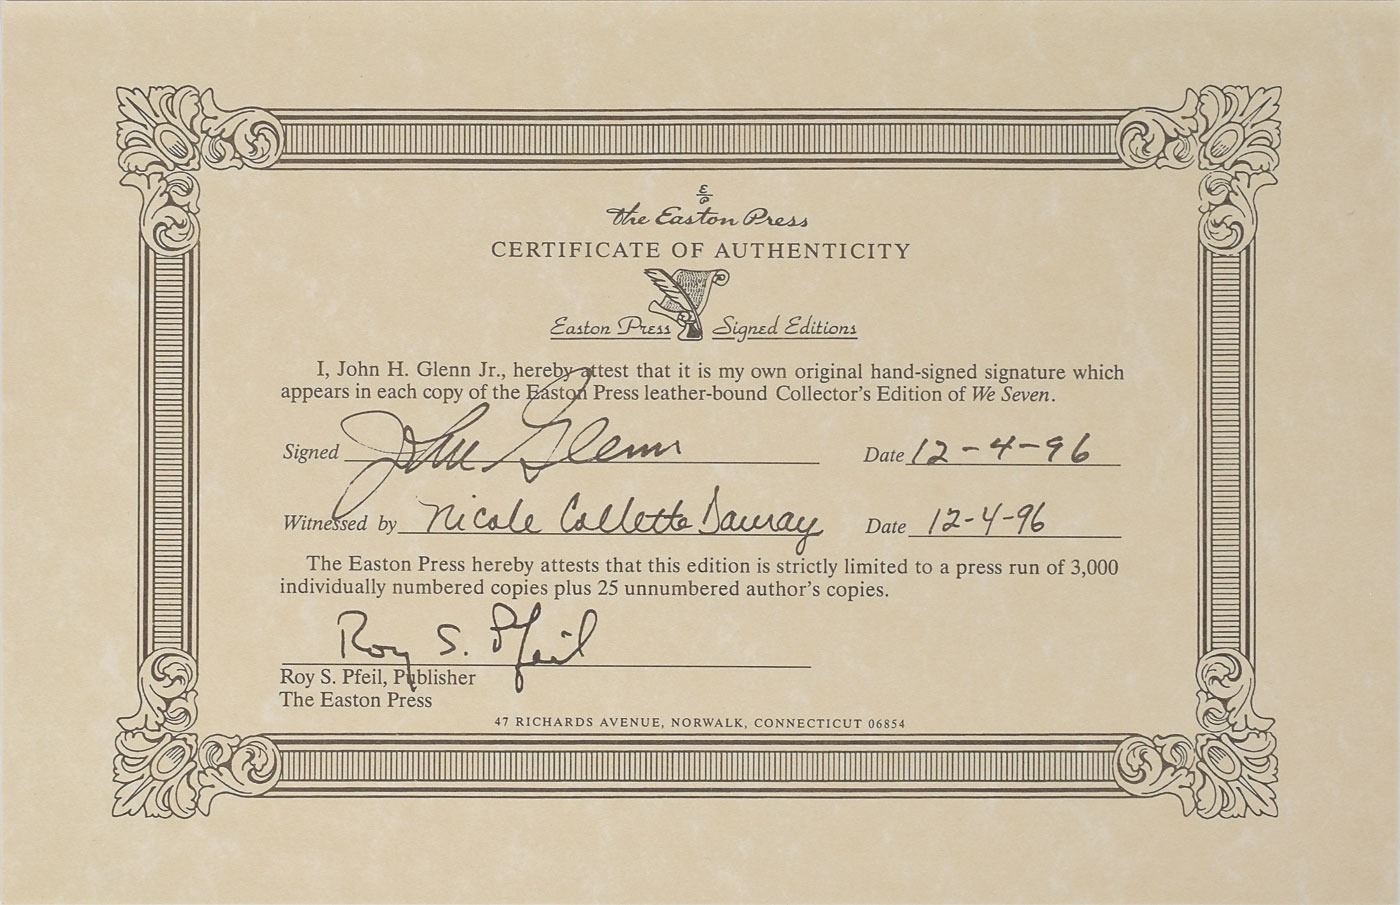 E/P
the Easton Press
CERTIFICATE OF AUTHENTICITY
Easton Press Signed Editions
I, John H. Glenn Jr., hereby attest that it is my own original hand-signed signature which
appears in each copy of the Easton Press leather-bound Collector's Edition of We Seven.
Signed John Glenn Date 12-4-96
Witnessed by Nicole Collette Date 12-4-96
The Easton Press hereby attests that this edition is strictly limited to a press run of 3,000
individually numbered copies plus 25 unnumbered author's copies.
Roy S. Pfeil
Roy S. Pfeil, Publisher
The Easton Press
47 RICHARDS AVENUE, NORWALK, CONNECTICUT 06854